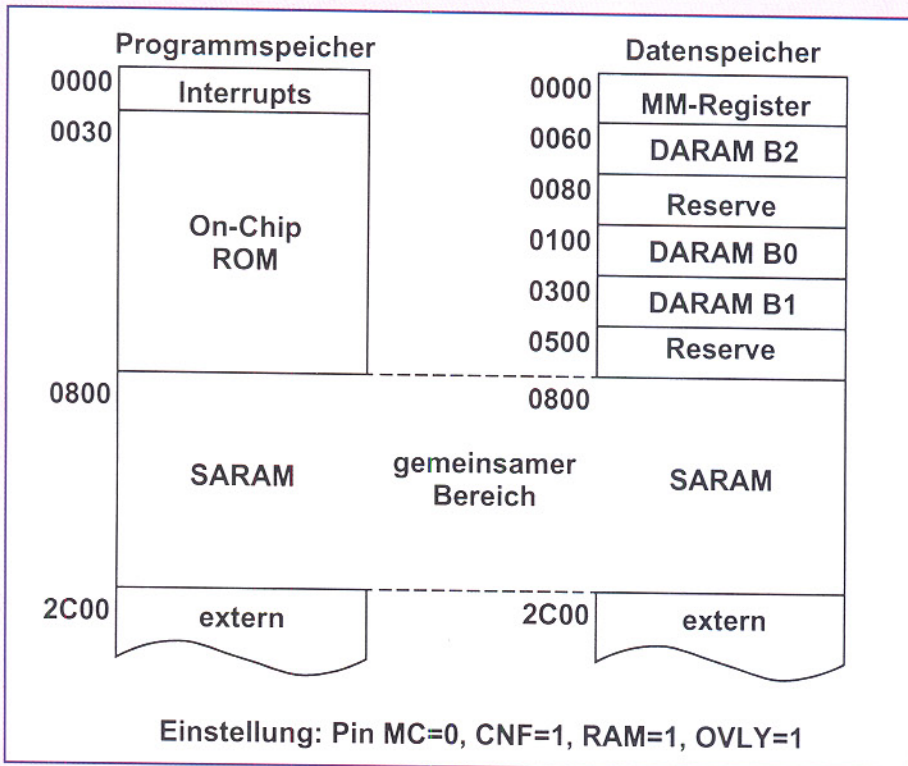 Programmspeicher
0000
Interrupts
0030
On-Chip
ROM
0800
SARAM
2C00
extern
gemeinsamer
Bereich
Datenspeicher
0000
MM-Register
0060
DARAM B2
0080
Reserve
0100
DARAM B0
0300
DARAM B1
0500
Reserve
0800
SARAM
2C00
extern
Einstellung: Pin MC=0, CNF=1, RAM=1, OVLY=1